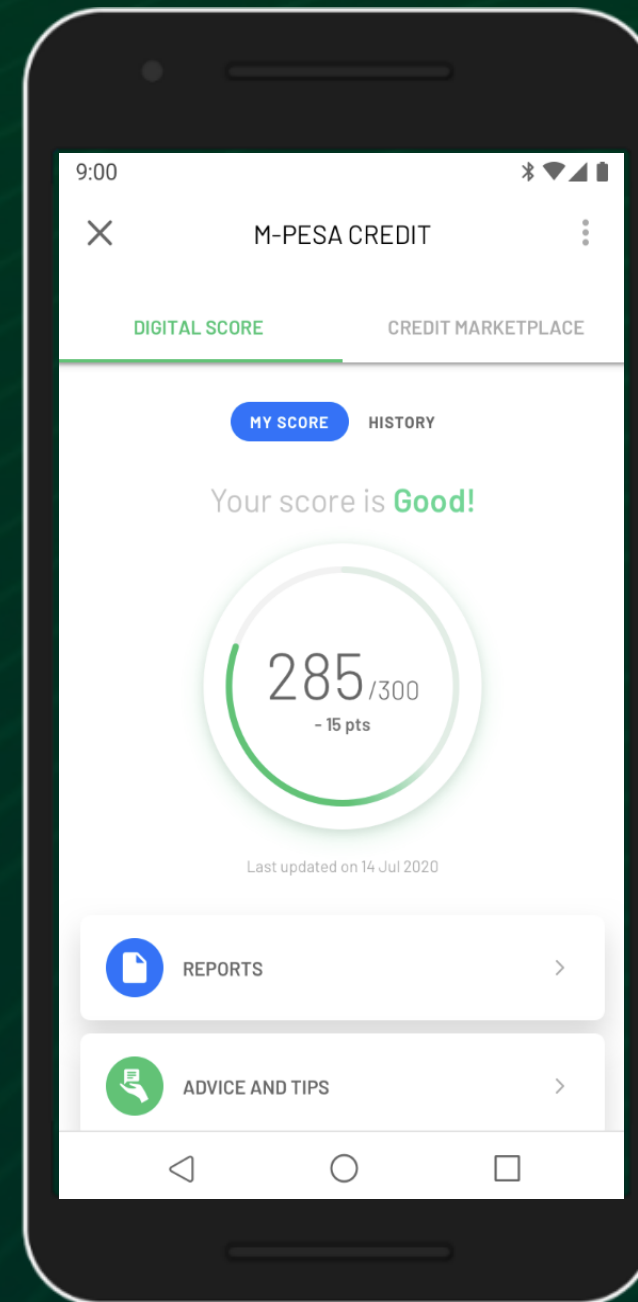 9:00
M-PESA CREDIT
DIGITAL SCORE
CREDIT MARKETPLACE
MY SCORE
HISTORY
Your score is Good!
285/300
- 15 pts
Last updated on 14 Jul 2020
REPORTS
ADVICE AND TIPS